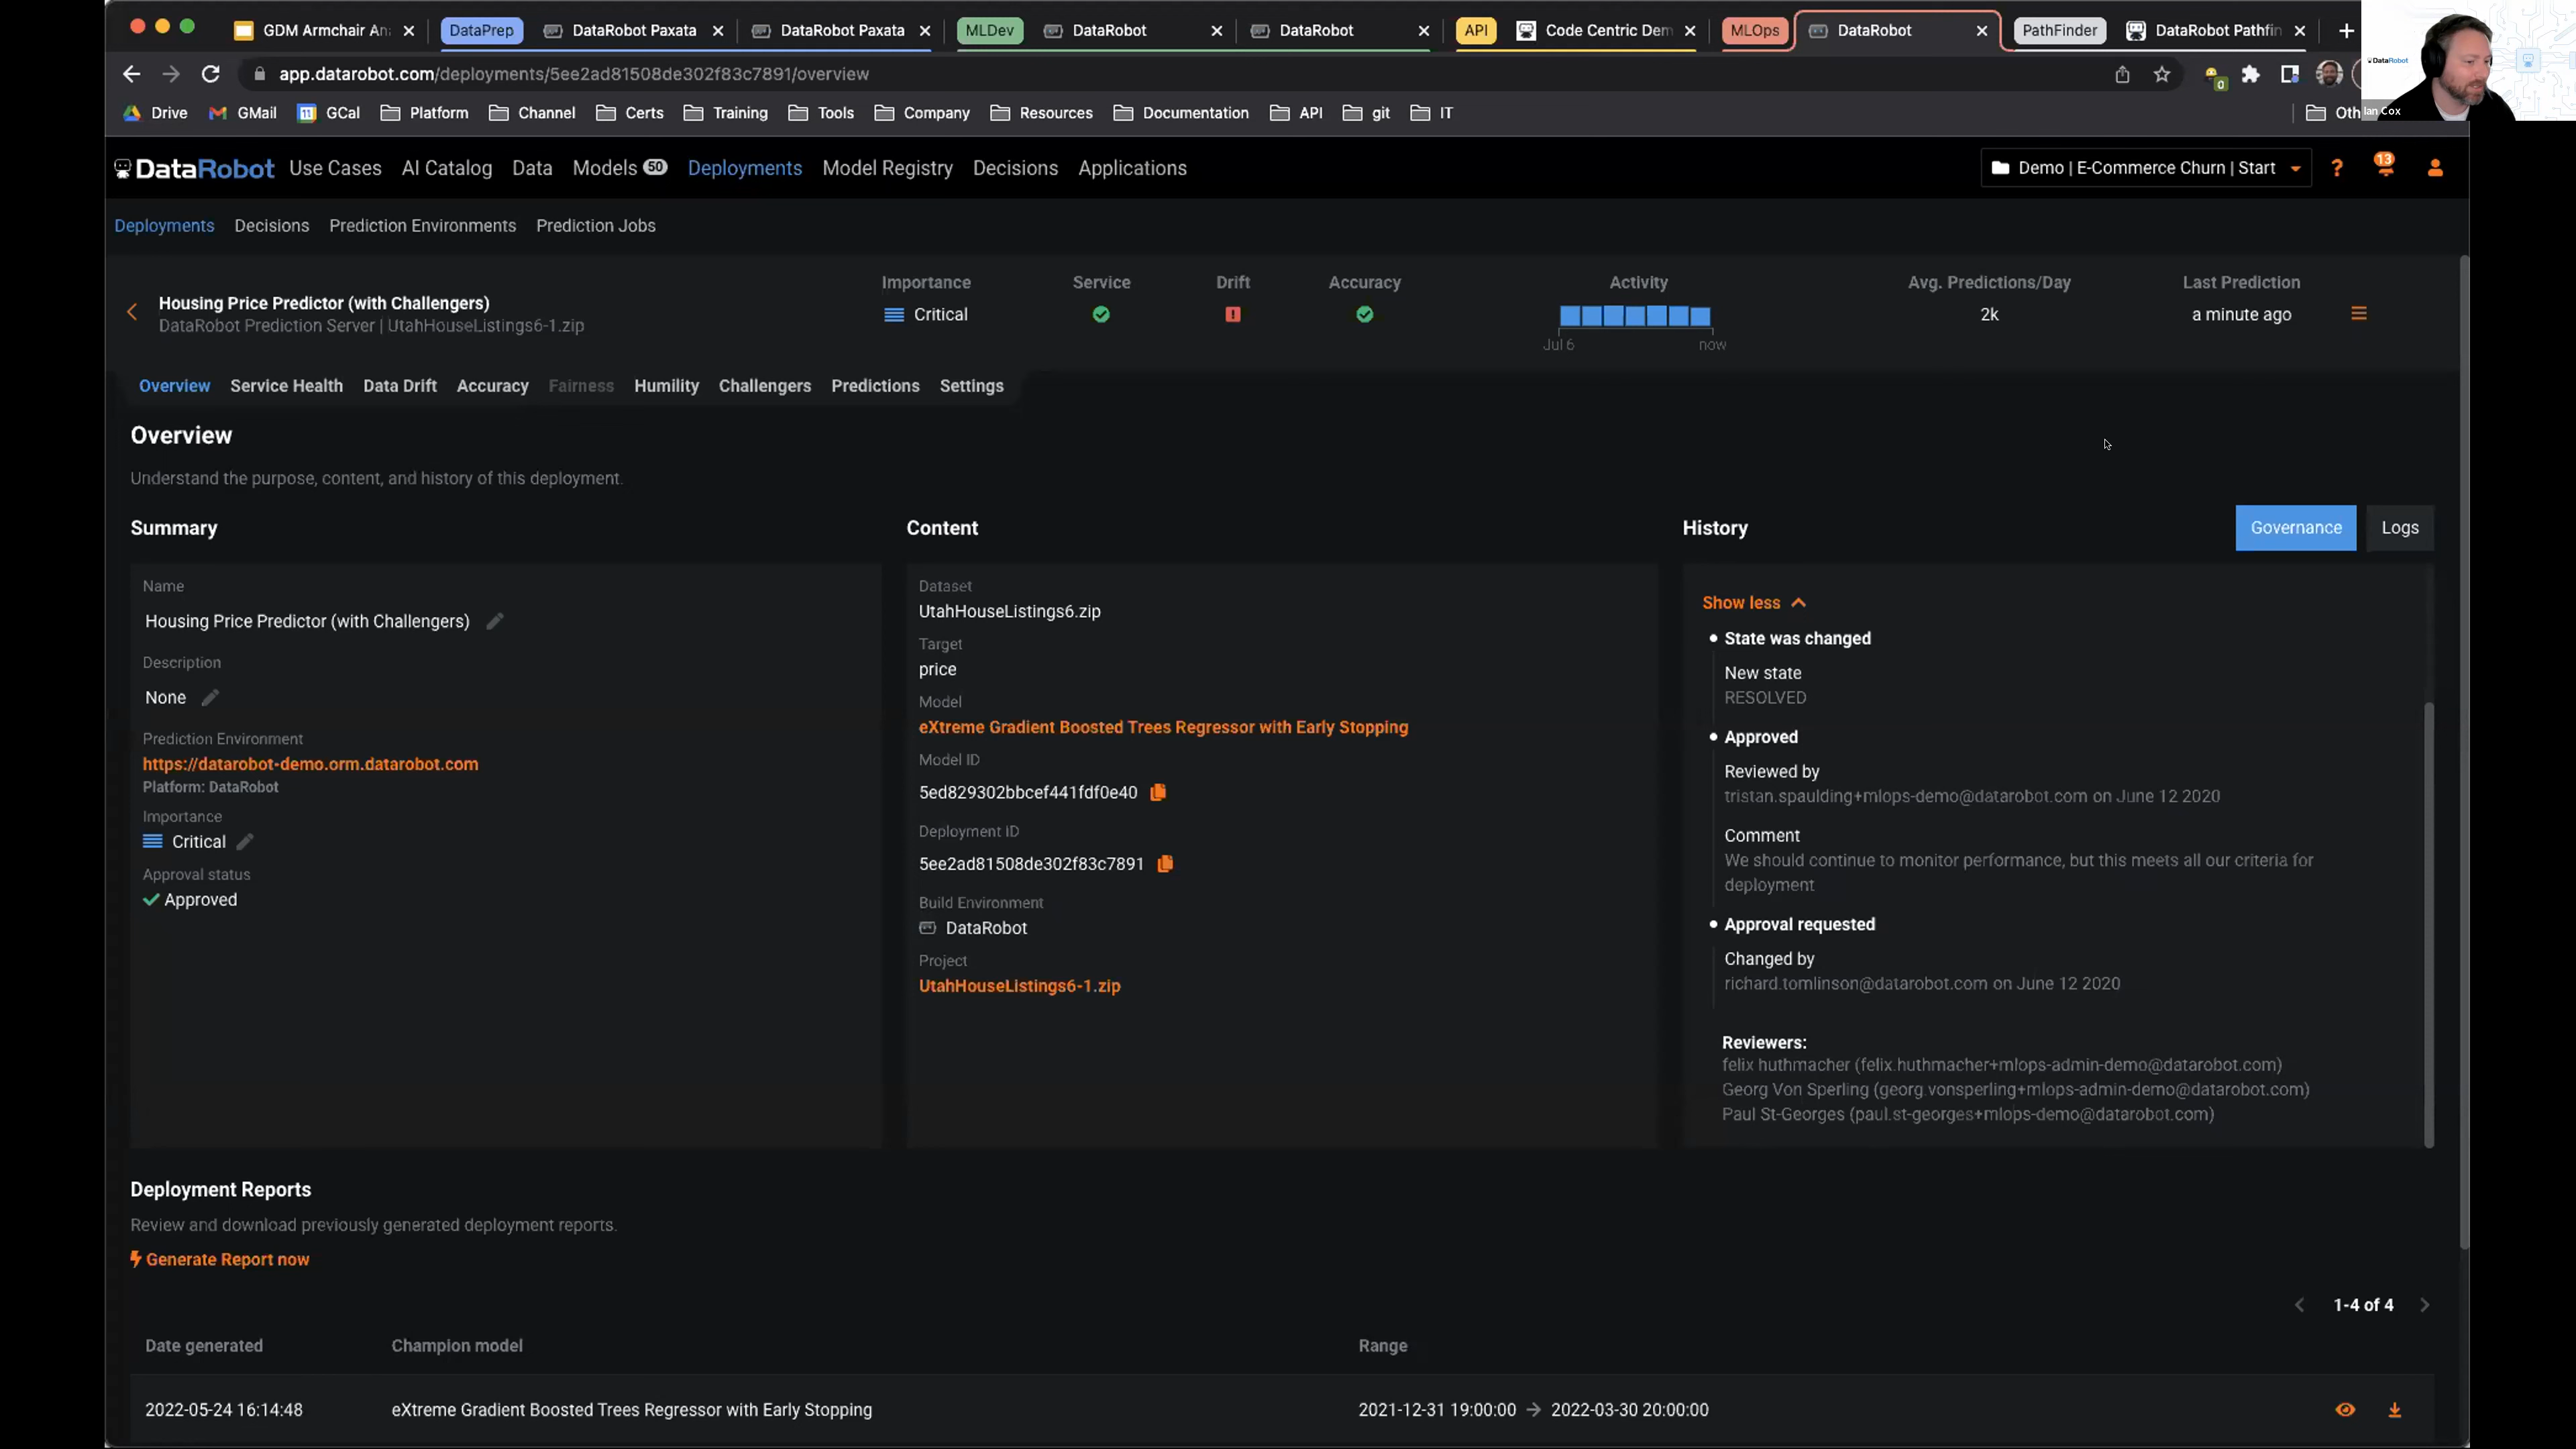 GDM Armchair An
DataPrep
DataRobot Paxata
DataRobot Paxata
MLDev
DataRobot
DataRobot
API
Code Centric Dem
MLOps
DataRobot
PathFinder
DataRobot Pathfin
app.datarobot.com/deployments/5ee2ad81508de302f83c7891/overview
0
DataRobot
Ian Cox
Drive
GMail
GCal
Platform
Channel
Certs
Training
Tools
Company
Resources
Documentation
API
git
IT
Oth
DataRobot
Use Cases
AI Catalog
Data
Models 50
Deployments
Model Registry
Decisions
Applications
Demo | E-Commerce Churn | Start
?
13
Deployments
Decisions
Prediction Environments
Prediction Jobs
Housing Price Predictor (with Challengers)
DataRobot Prediction Server | UtahHouseListings6-1.zip
Importance
Critical
Service
Drift
Accuracy
Activity
Jul 6
now
Avg. Predictions/Day
2k
Last Prediction
a minute ago
Overview
Service Health
Data Drift
Accuracy
Fairness
Humility
Challengers
Predictions
Settings
Overview
Understand the purpose, content, and history of this deployment.
Summary
Name
Housing Price Predictor (with Challengers)
Description
None
Prediction Environment
https://datarobot-demo.orm.datarobot.com
Platform: DataRobot
Importance
Critical
Approval status
Approved
Content
Dataset
UtahHouseListings6.zip
Target
price
Model
eXtreme Gradient Boosted Trees Regressor with Early Stopping
Model ID
5ed829302bbcef441fdf0e40
Deployment ID
5ee2ad81508de302f83c7891
Build Environment
DataRobot
Project
UtahHouseListings6-1.zip
History
Governance
Logs
Show less
State was changed
New state
RESOLVED
Approved
Reviewed by
tristan.spaulding+mlops-demo@datarobot.com on June 12 2020
Comment
We should continue to monitor performance, but this meets all our criteria for
deployment
Approval requested
Changed by
richard.tomlinson@datarobot.com on June 12 2020
Reviewers:
felix huthmacher (felix.huthmacher+mlops-admin-demo@datarobot.com)
Georg Von Sperling (georg.vonsperling+mlops-admin-demo@datarobot.com)
Paul St-Georges (paul.st-georges+mlops-demo@datarobot.com)
Deployment Reports
Review and download previously generated deployment reports.
Generate Report now
1-4 of 4
Date generated
Champion model
Range
2022-05-24 16:14:48
eXtreme Gradient Boosted Trees Regressor with Early Stopping
2021-12-31 19:00:00 → 2022-03-30 20:00:00